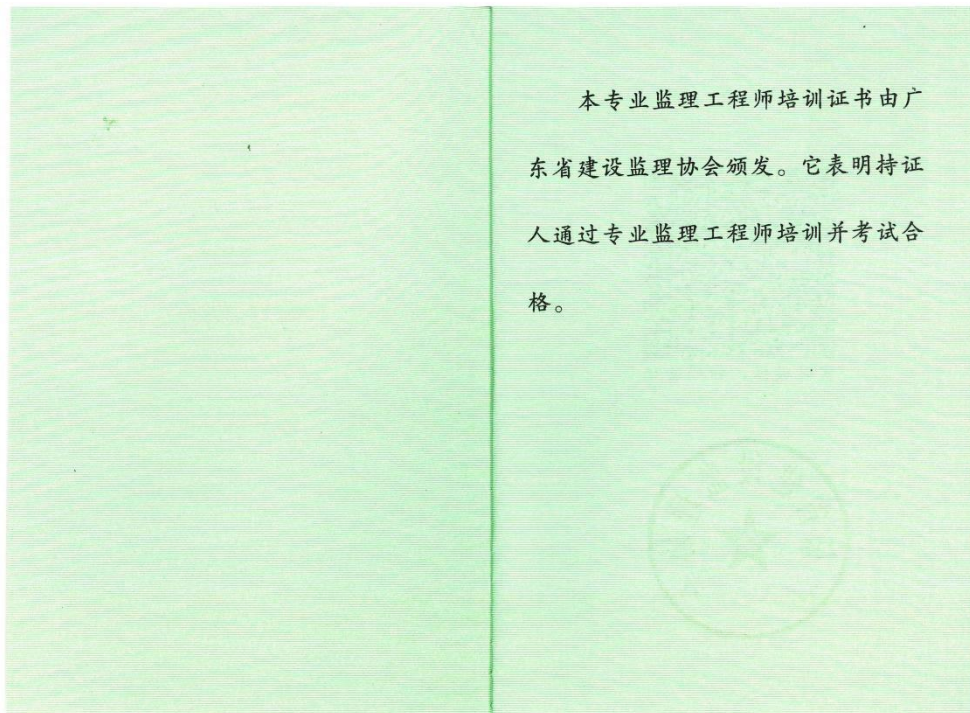 本专业监理工程师培训证书由广
东省建设监理协会颁发。它表明持证
人通过专业监理工程师培训并考试合
格。